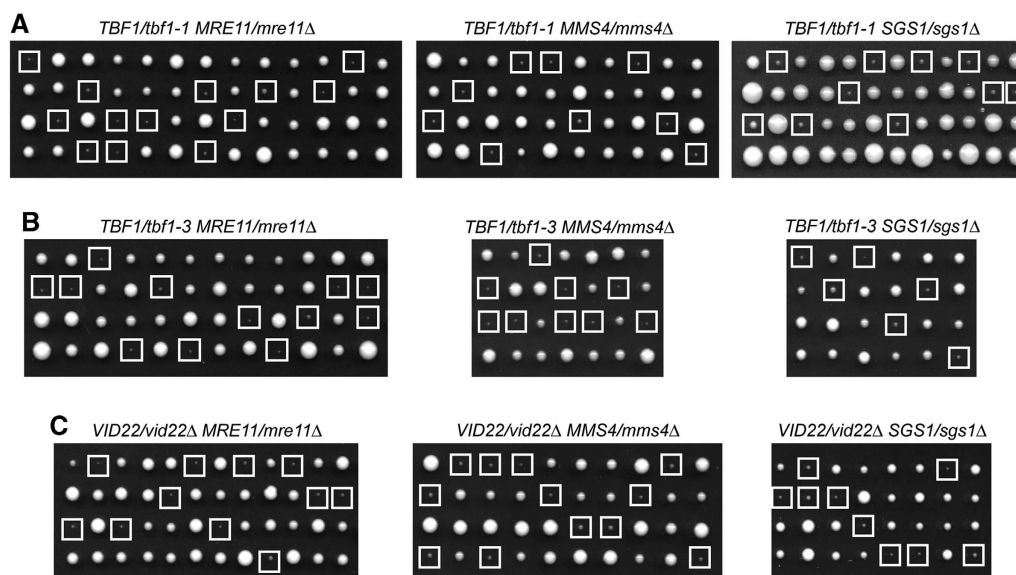 A
TBF1/tbf1-1 MRE11/mre11Δ
TBF1/tbf1-1 MMS4/mms4Δ
TBF1/tbf1-1 SGS1/sgs1Δ
B
TBF1/tbf1-3 MRE11/mre11Δ
TBF1/tbf1-3 MMS4/mms4Δ
TBF1/tbf1-3 SGS1/sgs1Δ
C
VID22/vid22Δ MRE11/mre11Δ
VID22/vid22Δ MMS4/mms4Δ
VID22/vid22Δ SGS1/sgs1Δ